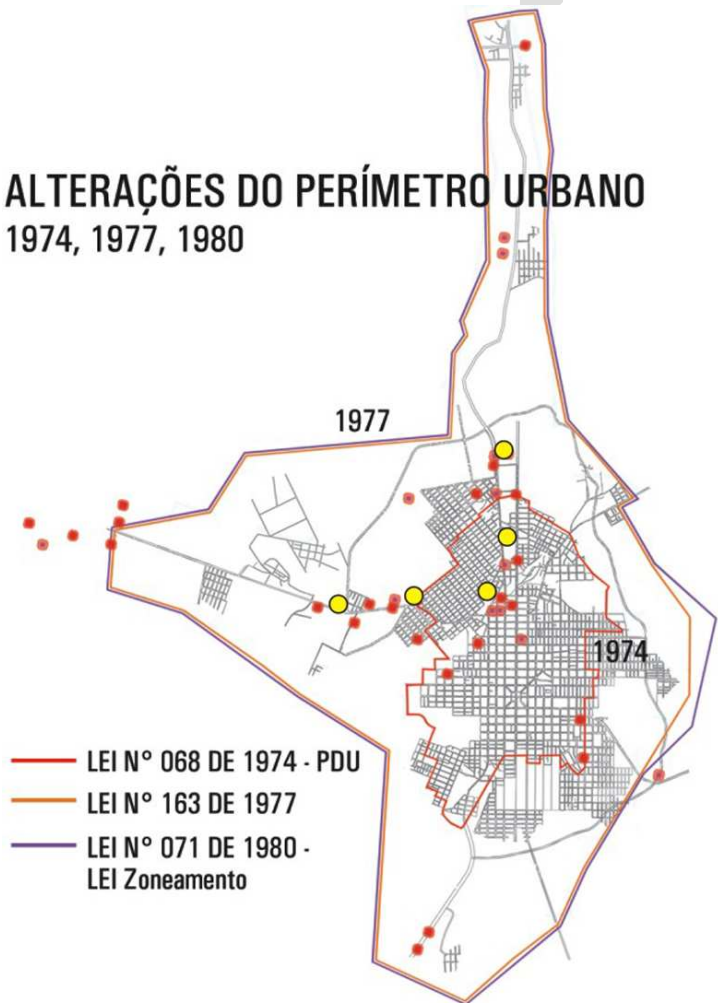 ALTERAÇÕES DO PERÍMETRO URBANO
1974, 1977, 1980
1977
1974
LEI N° 068 DE 1974 - PDU
LEI N° 163 DE 1977
LEI N° 071 DE 1980 -
LEI Zoneamento